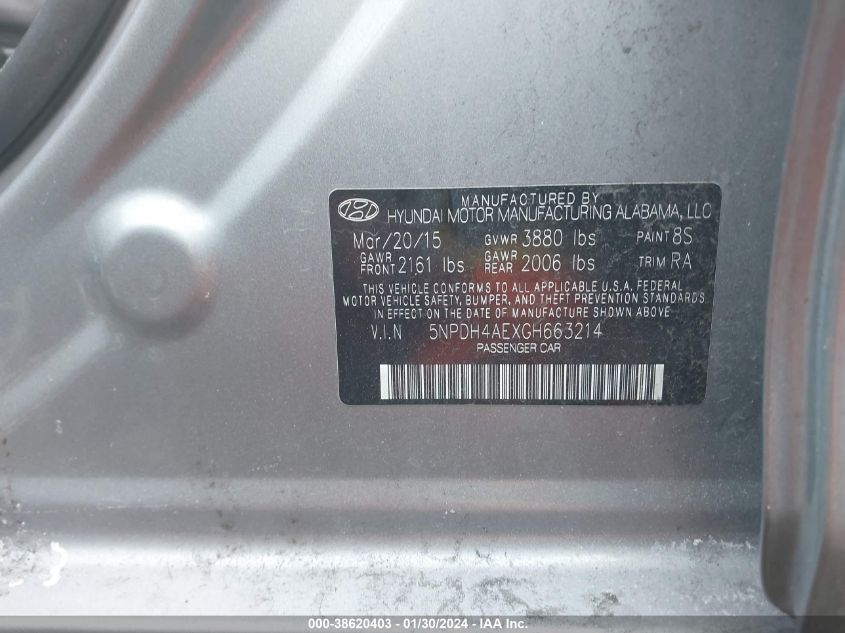 MANUFACTURED BY
HYUNDAI MOTOR MANUFACTURING ALABAMA, LLC
Mar/20/15 GVWR 3880 lbs PAINT 8S
GAWR FRONT 2161 lbs GAWR REAR 2006 lbs TRIM RA
THIS VEHICLE CONFORMS TO ALL APPLICABLE U.S.A. FEDERAL
MOTOR VEHICLE SAFETY, BUMPER, AND THEFT PREVENTION STANDARDS
IN EFFECT ON THE DATE OF MANUFACTURE SHOWN ABOVE
V.I.N 5NPDH4AEXGH663214
PASSENGER CAR
000-38620403 - 01/30/2024 - IAA Inc.